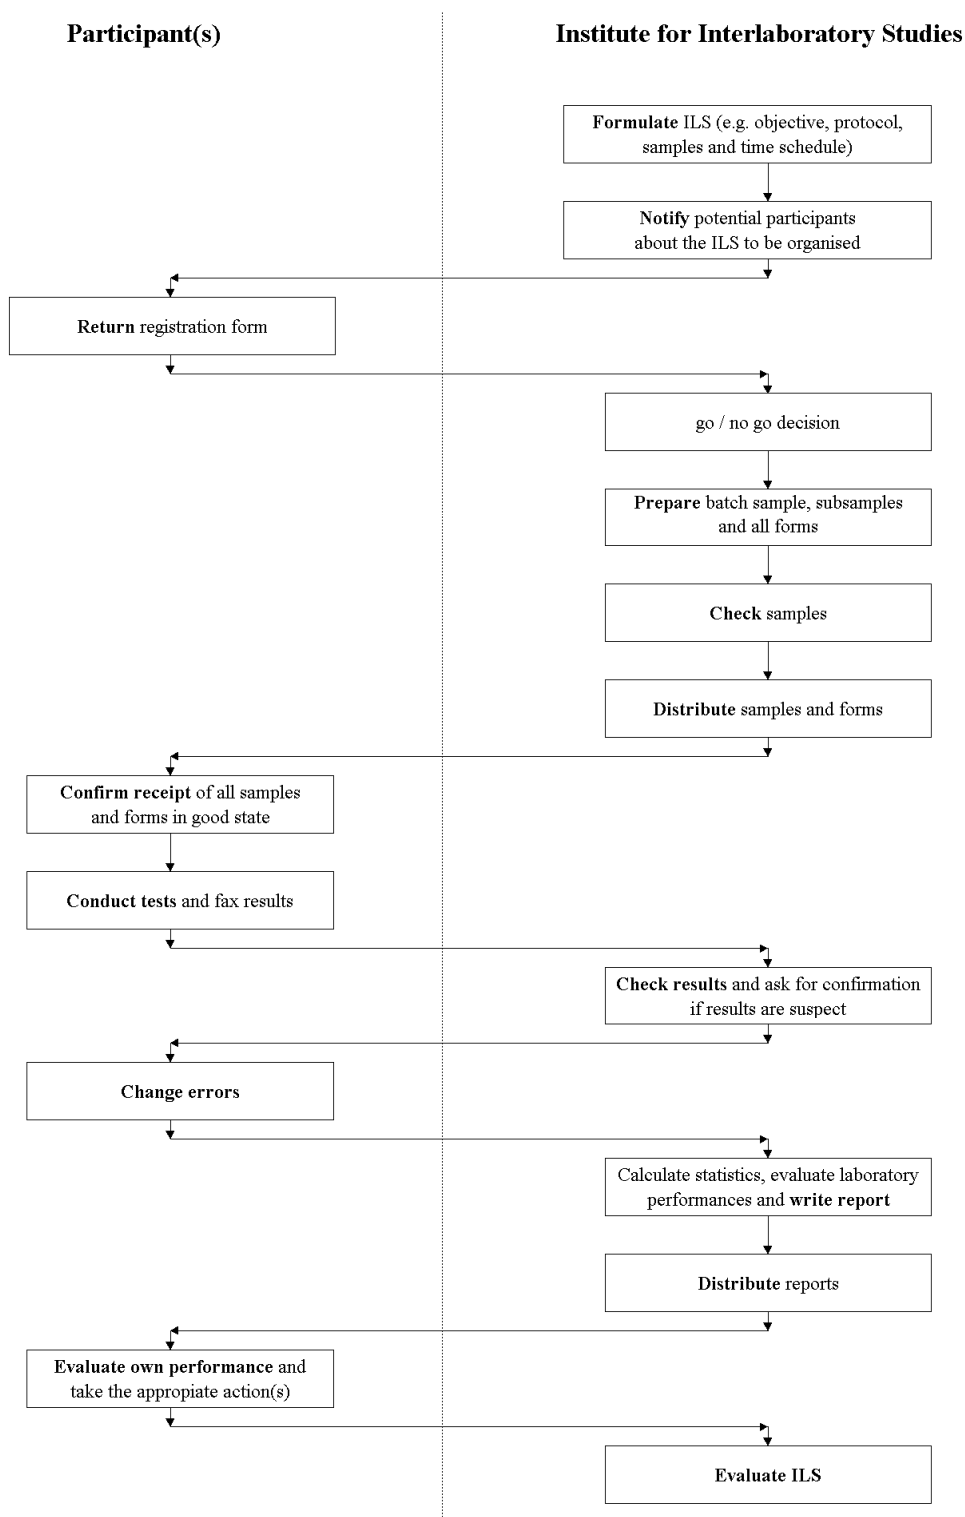 Participant(s)
Institute for Interlaboratory Studies
Formulate ILS (e.g. objective, protocol,
samples and time schedule)
Notify potential participants
about the ILS to be organised
Return registration form
go / no go decision
Prepare batch sample, subsamples
and all forms
Check samples
Distribute samples and forms
Confirm receipt of all samples
and forms in good state
Conduct tests and fax results
Check results and ask for confirmation
if results are suspect
Change errors
Calculate statistics, evaluate laboratory
performances and write report
Distribute reports
Evaluate own performance and
take the appropiate action(s)
Evaluate ILS